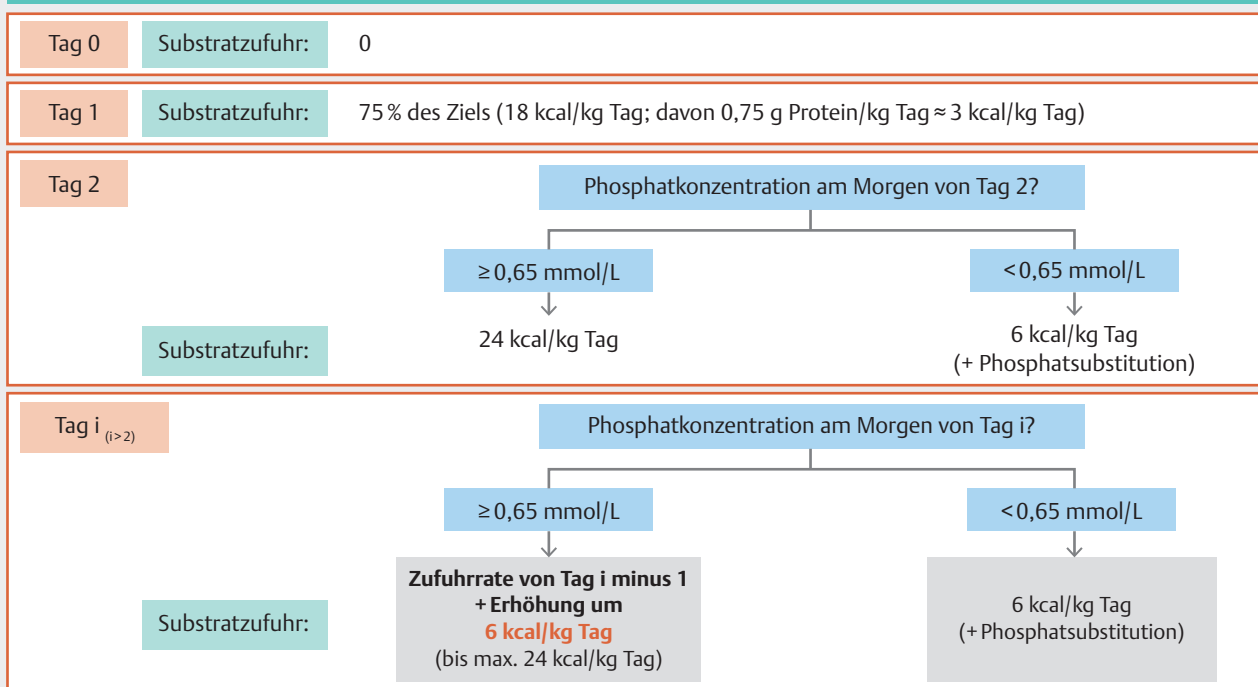 Tag 0
Substratzufuhr:
0
Tag 1
Substratzufuhr:
75 % des Ziels (18 kcal/kg Tag; davon 0,75 g Protein/kg Tag ≈ 3 kcal/kg Tag)
Tag 2
Phosphatkonzentration am Morgen von Tag 2?
≥ 0,65 mmol/L
< 0,65 mmol/L
Substratzufuhr:
24 kcal/kg Tag
6 kcal/kg Tag
(+ Phosphatsubstitution)
Tag i (i > 2)
Phosphatkonzentration am Morgen von Tag i?
≥ 0,65 mmol/L
< 0,65 mmol/L
Substratzufuhr:
Zufuhrrate von Tag i minus 1
+ Erhöhung um
6 kcal/kg Tag
(bis max. 24 kcal/kg Tag)
6 kcal/kg Tag
(+ Phosphatsubstitution)